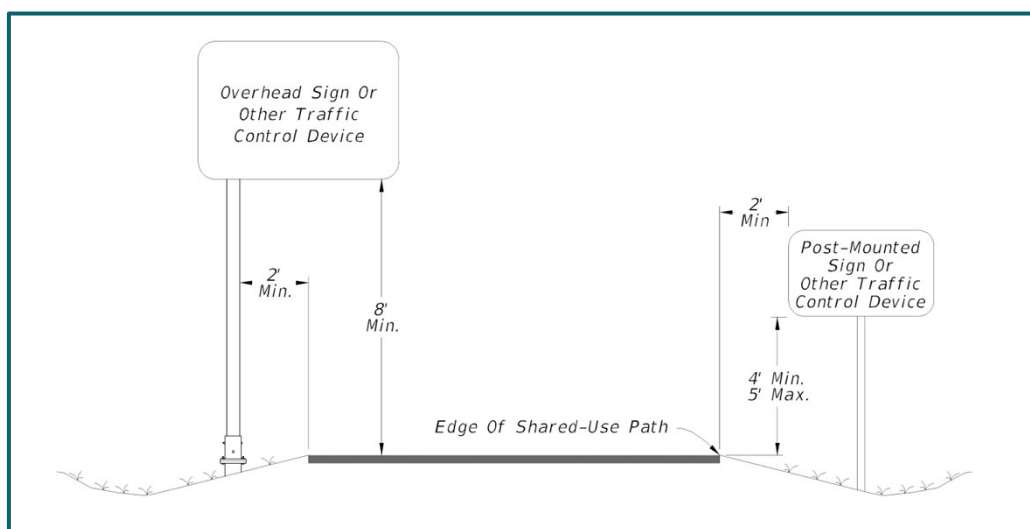 Overhead Sign Or
Other Traffic
Control Device
2'
Min.
8'
Min.
2'
Min
Post-Mounted
Sign Or
Other Traffic
Control Device
4' Min.
5' Max.
Edge Of Shared-Use Path